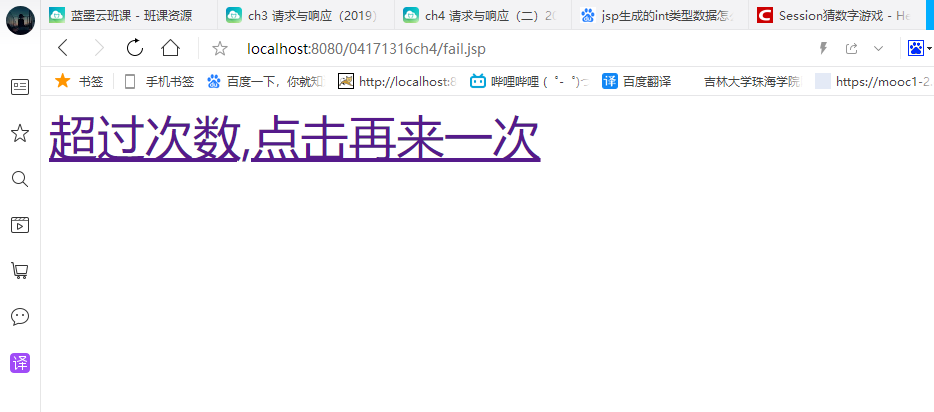 蓝墨云班课 - 班课资源
ch3 请求与响应（2019）
ch4 请求与响应（二）20
jsp生成的int类型数据怎
Session猜数字游戏 - He
localhost:8080/04171316ch4/fail.jsp
书签
手机书签
百度一下，你就知
http://localhost:8
哔哩哔哩 ( ゜- ゜)つ
译
百度翻译
吉林大学珠海学院
https://mooc1-2.
超过次数,点击再来一次
译